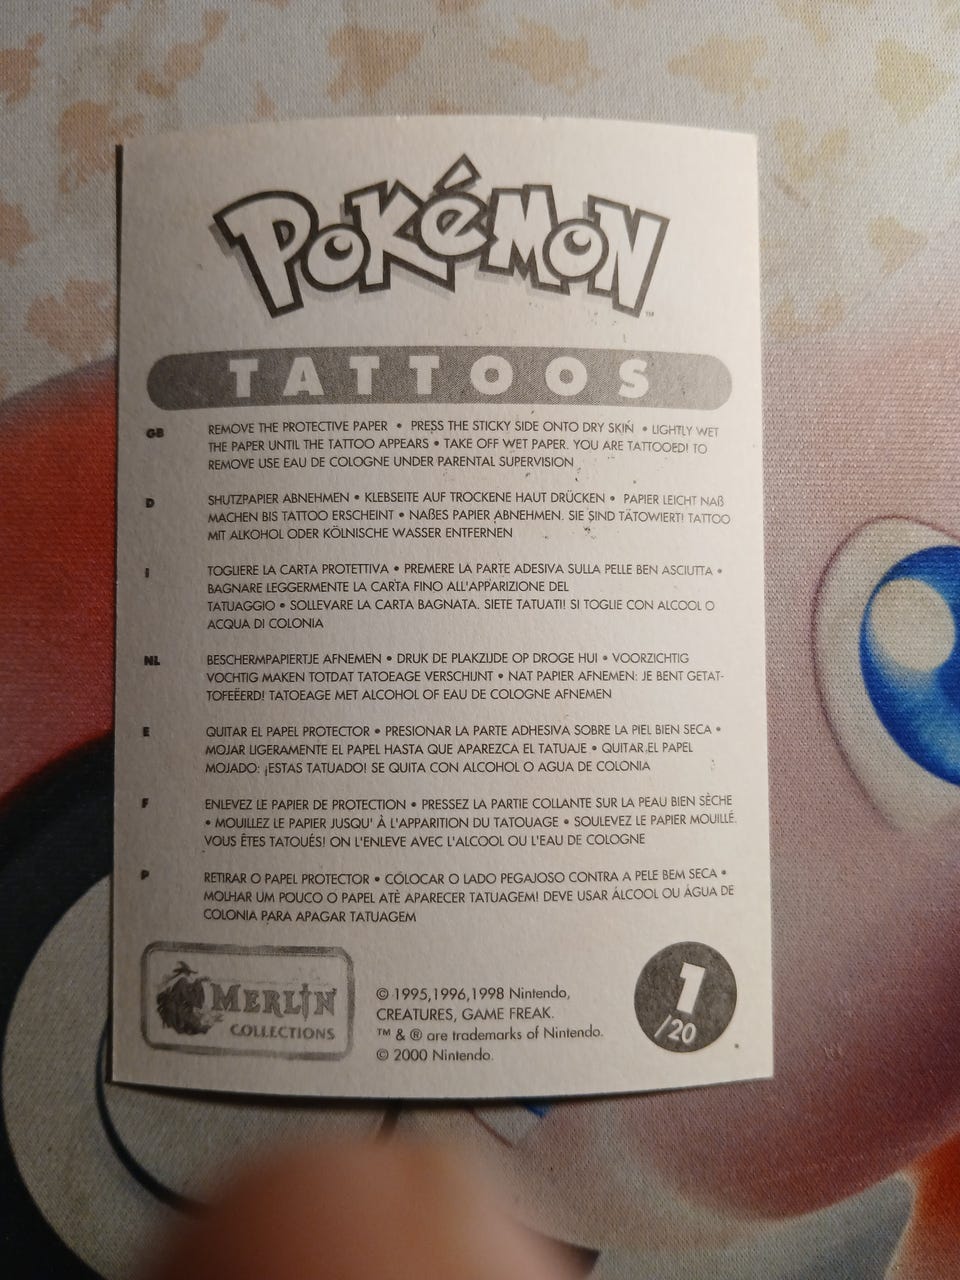 POKéMON™
TATTOOS
GB REMOVE THE PROTECTIVE PAPER • PRESS THE STICKY SIDE ONTO DRY SKIN • LIGHTLY WET
THE PAPER UNTIL THE TATTOO APPEARS • TAKE OFF WET PAPER. YOU ARE TATTOOED! TO
REMOVE USE EAU DE COLOGNE UNDER PARENTAL SUPERVISION
D SHUTZPAPIER ABNEHMEN • KLEBSEITE AUF TROCKENE HAUT DRÜCKEN • PAPIER LEICHT NAß
MACHEN BIS TATTOO ERSCHEINT • NAßES PAPIER ABNEHMEN. SIE SIND TÄTOWIERT! TATTOO
MIT ALKOHOL ODER KÖLNISCHE WASSER ENTFERNEN
I TOGLIERE LA CARTA PROTETTIVA • PREMERE LA PARTE ADESIVA SULLA PELLE BEN ASCIUTTA •
BAGNARE LEGGERMENTE LA CARTA FINO ALL'APPARIZIONE DEL
TATUAGGIO • SOLLEVARE LA CARTA BAGNATA. SIETE TATUATI! SI TOGLIE CON ALCOOL O
ACQUA DI COLONIA
NL BESCHERMPAPIERTJE AFNEMEN • DRUK DE PLAKZIJDE OP DROGE HUI • VOORZICHTIG
VOCHTIG MAKEN TOTDAT TATOEAGE VERSCHIJNT • NAT PAPIER AFNEMEN: JE BENT GETAT-
TOFEËERD! TATOEAGE MET ALCOHOL OF EAU DE COLOGNE AFNEMEN
E QUITAR EL PAPEL PROTECTOR • PRESIONAR LA PARTE ADHESIVA SOBRE LA PIEL BIEN SECA •
MOJAR LIGERAMENTE EL PAPEL HASTA QUE APAREZCA EL TATUAJE • QUITAR EL PAPEL
MOJADO: ¡ESTAS TATUADO! SE QUITA CON ALCOHOL O AGUA DE COLONIA
F ENLEVEZ LE PAPIER DE PROTECTION • PRESSEZ LA PARTIE COLLANTE SUR LA PEAU BIEN SÈCHE
• MOUILLEZ LE PAPIER JUSQU' À L'APPARITION DU TATOUAGE • SOULEVEZ LE PAPIER MOUILLÉ.
VOUS ÊTES TATOUÉS! ON L'ENLEVE AVEC L'ALCOOL OU L'EAU DE COLOGNE
P RETIRAR O PAPEL PROTECTOR • COLOCAR O LADO PEGAJOSO CONTRA A PELE BEM SECA •
MOLHAR UM POUCO O PAPEL ATÈ APARECER TATUAGEM! DEVE USAR ÁLCOOL OU ÁGUA DE
COLONIA PARA APAGAR TATUAGEM
MERLIN
COLLECTIONS
© 1995,1996,1998 Nintendo,
CREATURES, GAME FREAK.
™ & ® are trademarks of Nintendo.
© 2000 Nintendo.
1
/20